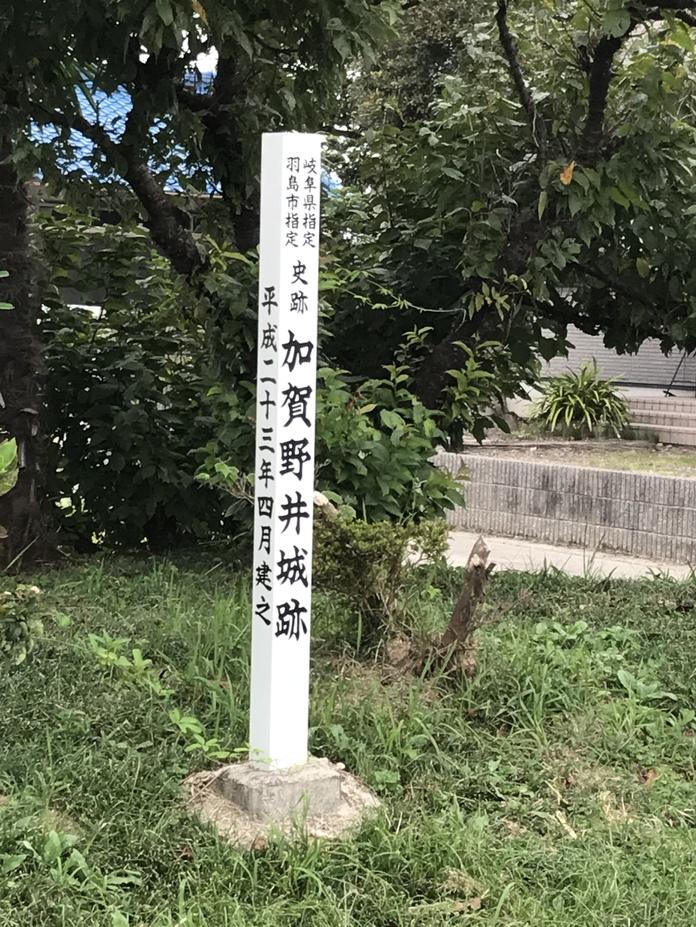 岐阜県指定
羽島市指定
史跡
加賀野井城跡
平成二十三年四月建之